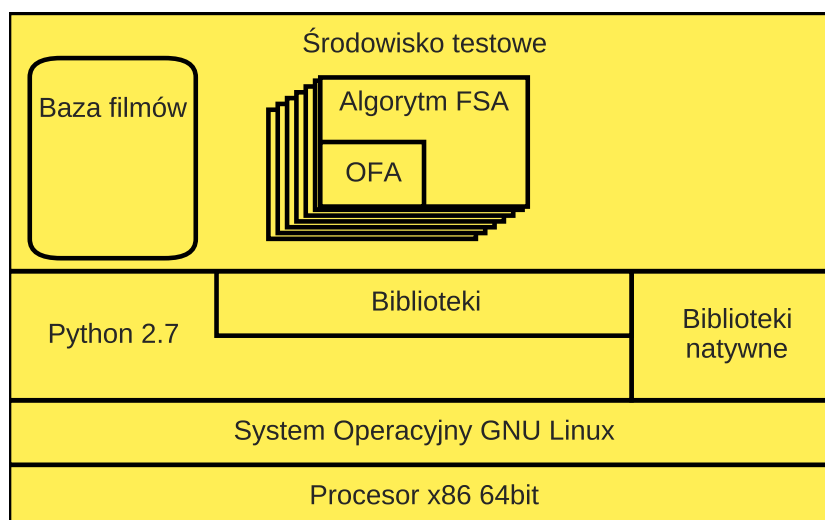 Środowisko testowe
Baza filmów
Algorytm FSA
OFA
Python 2.7
Biblioteki
Biblioteki
natywne
System Operacyjny GNU Linux
Procesor x86 64bit